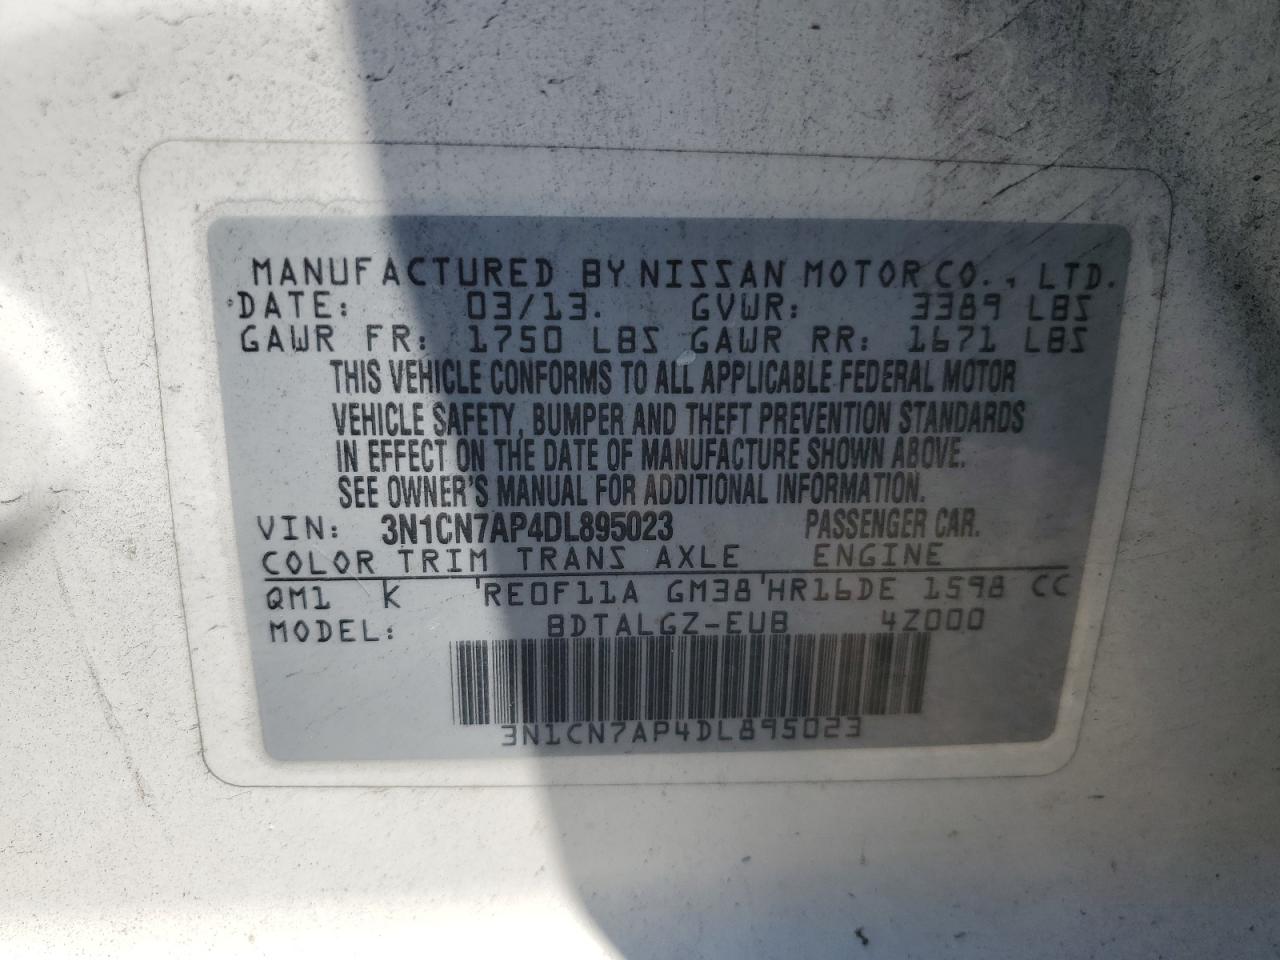 MANUFACTURED BY NISSAN MOTOR CO., LTD.
DATE: 03/13. GVWR: 3389 LBS
GAWR FR: 1750 LBS GAWR RR: 1671 LBS
THIS VEHICLE CONFORMS TO ALL APPLICABLE FEDERAL MOTOR
VEHICLE SAFETY, BUMPER AND THEFT PREVENTION STANDARDS
IN EFFECT ON THE DATE OF MANUFACTURE SHOWN ABOVE.
SEE OWNER'S MANUAL FOR ADDITIONAL INFORMATION.
VIN: 3N1CN7AP4DL895023 PASSENGER CAR.
COLOR TRIM TRANS AXLE ENGINE
QM1 K RE0F11A GM38 HR16DE 1598 CC
MODEL: BDTALGZ-EUB 4Z000
3N1CN7AP4DL895023